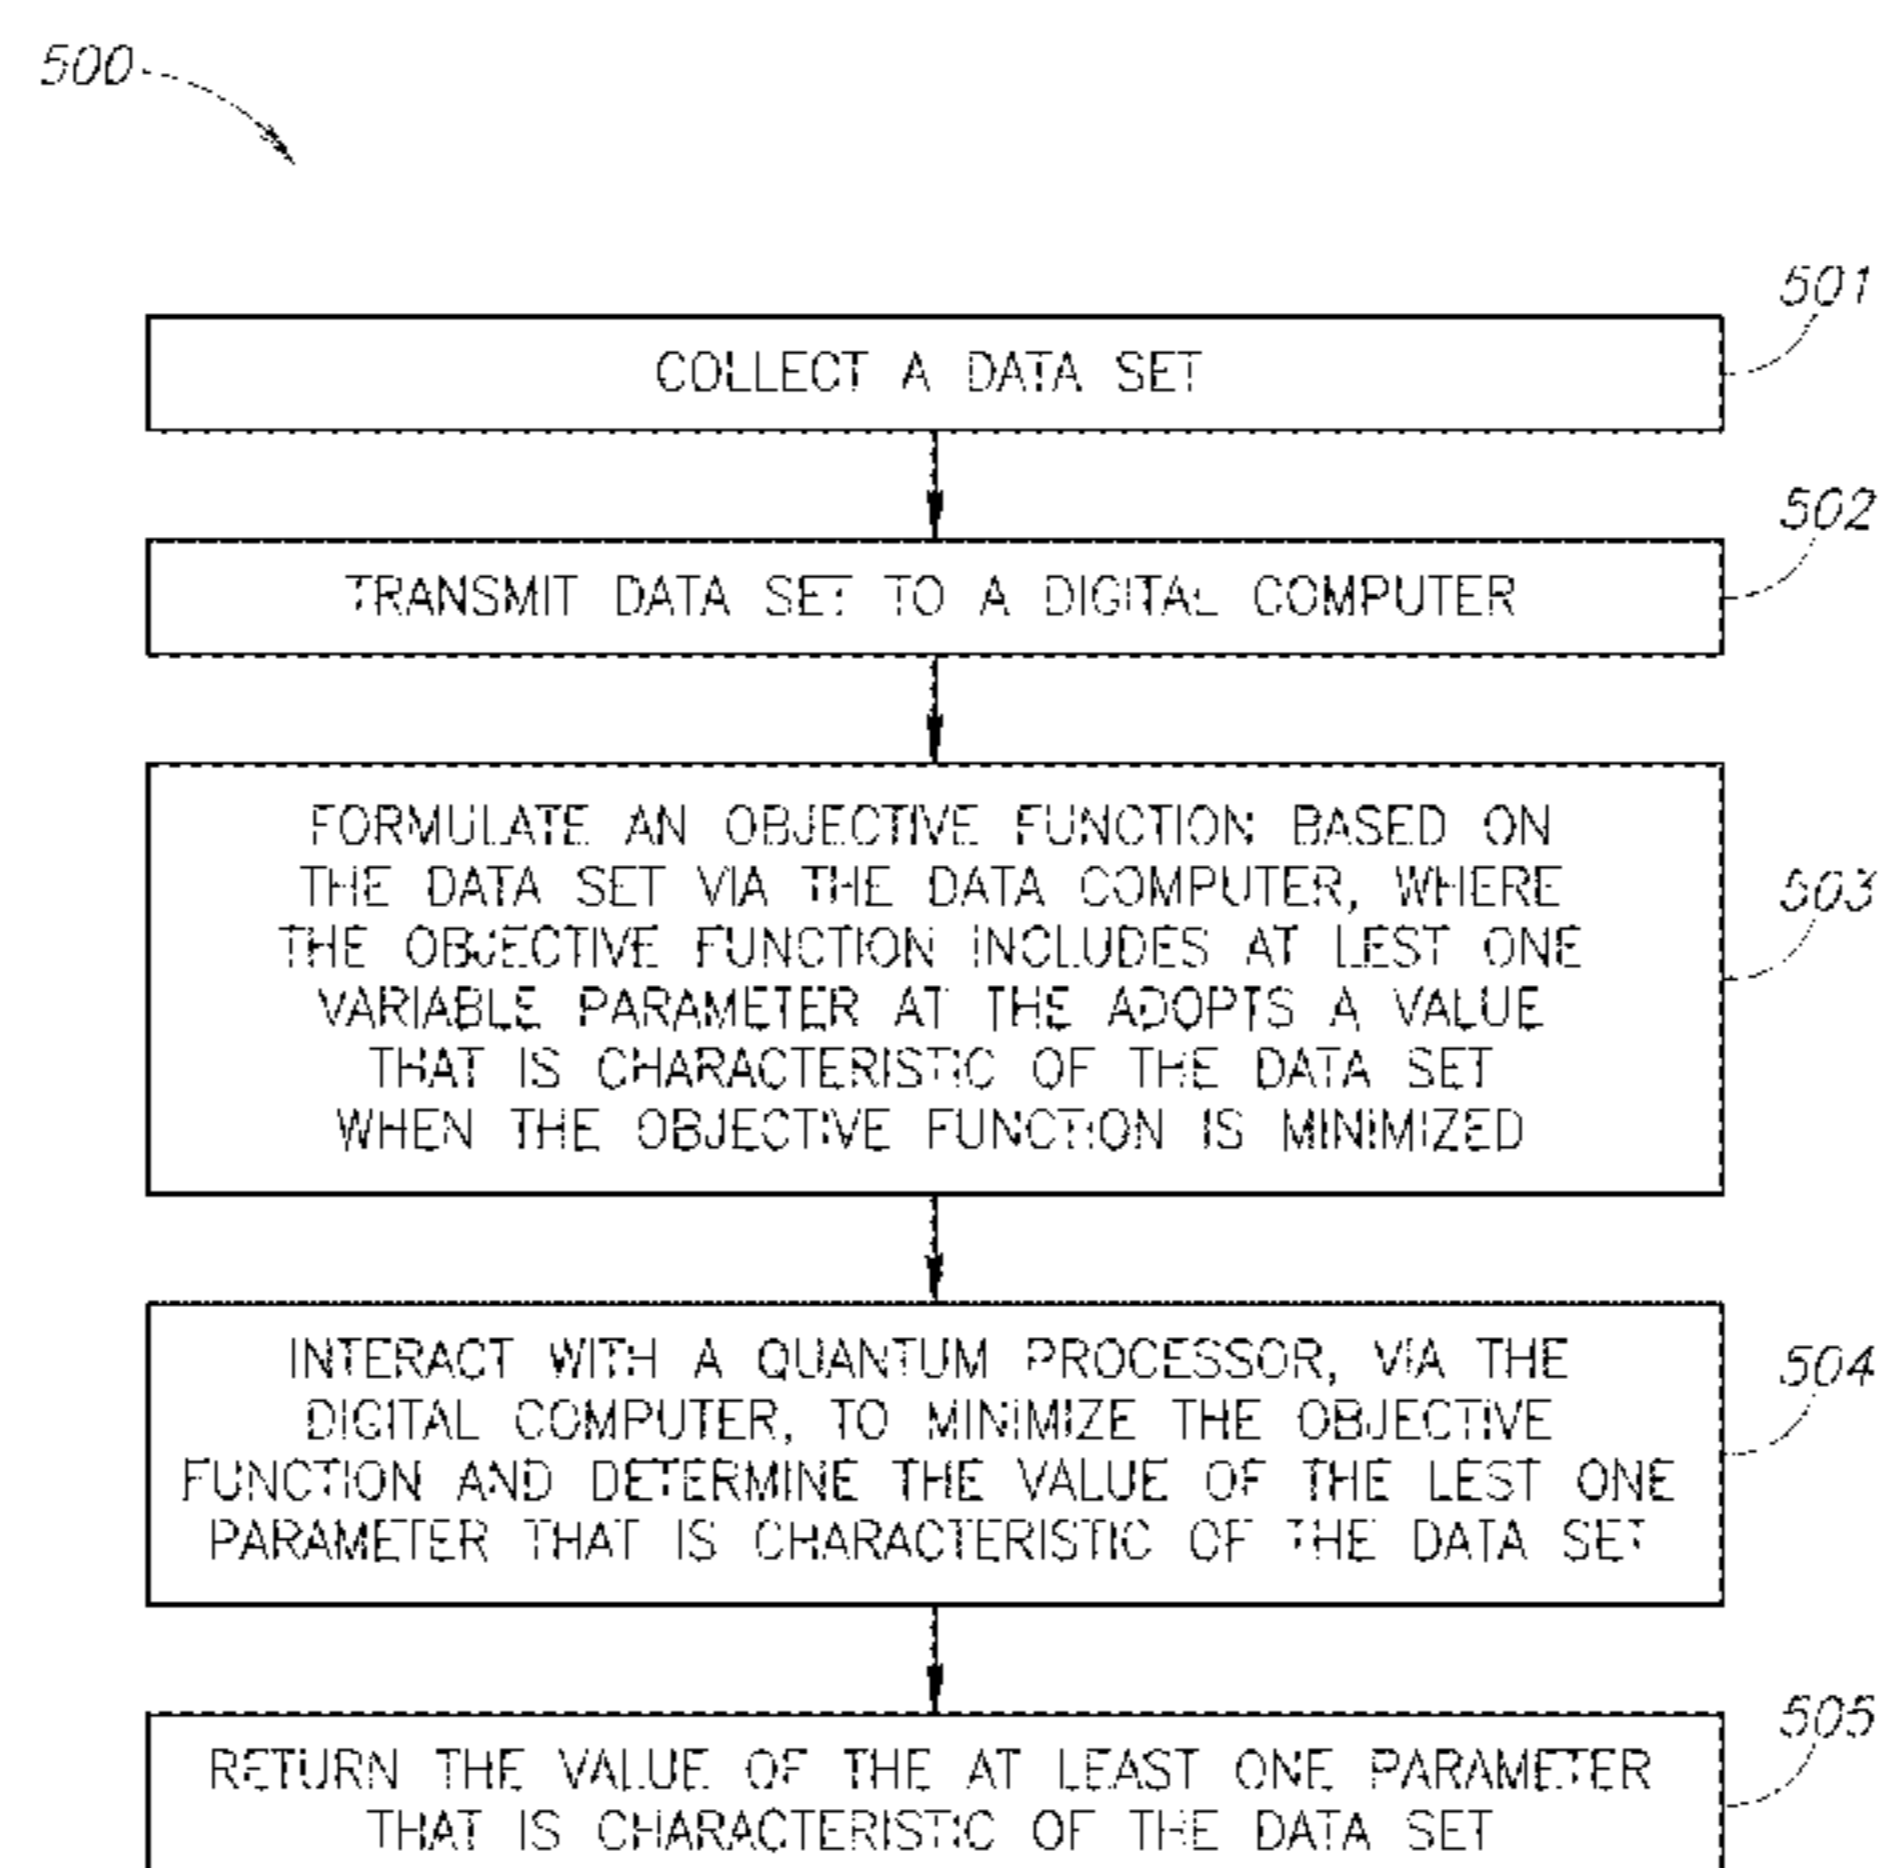 500
501
COLLECT A DATA SET
502
TRANSMIT DATA SET TO A DIGITAL COMPUTER
FORMULATE AN OBJECTIVE FUNCTION BASED ON
THE DATA SET VIA THE DATA COMPUTER, WHERE
503
THE OBJECTIVE FUNCTION INCLUDES AT LEST ONE
VARIABLE PARAMETER AT THE ADOPTS A VALUE
THAT IS CHARACTERISTIC OF THE DATA SET
WHEN THE OBJECTIVE FUNCTION IS MINIMIZED
INTERACT WITH A QUANTUM PROCESSOR, VIA THE
504
DIGITAL COMPUTER, TO MINIMIZE THE OBJECTIVE
FUNCTION AND DETERMINE THE VALUE OF THE LEST ONE
PARAMETER THAT IS CHARACTERISTIC OF THE DATA SET
505
RETURN THE VALUE OF THE AT LEAST ONE PARAMETER
THAT IS CHARACTERISTIC OF THE DATA SET